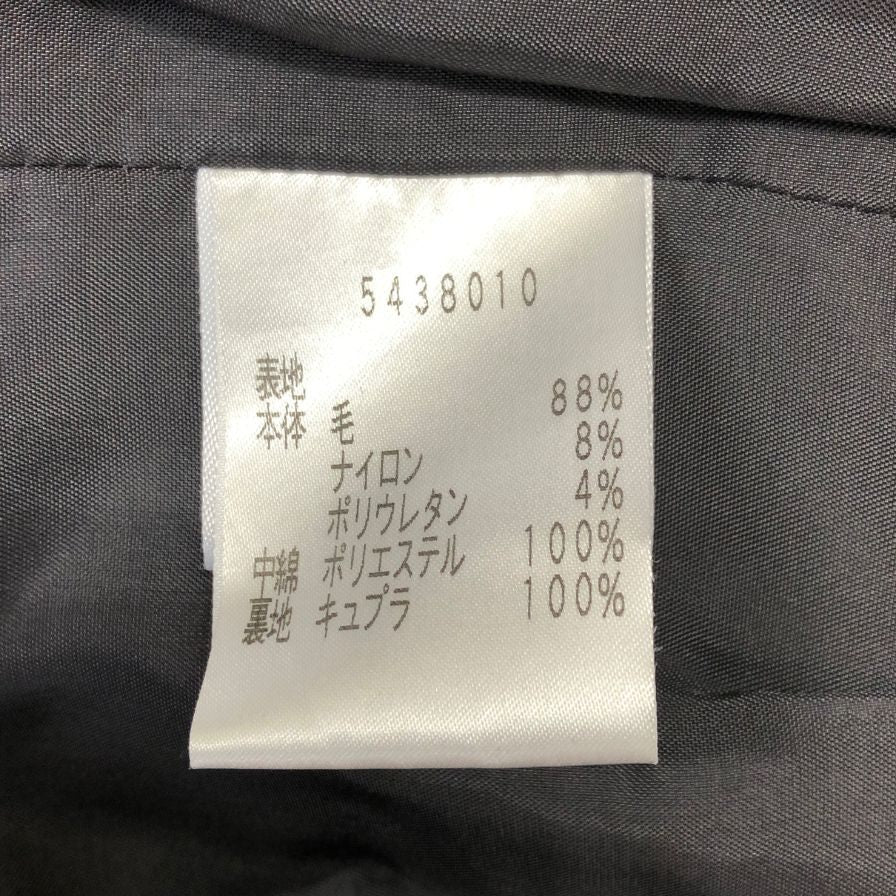 5438010
表地
本体 毛 88%
ナイロン 8%
ポリウレタン 4%
中綿 ポリエステル 100%
裏地 キュプラ 100%